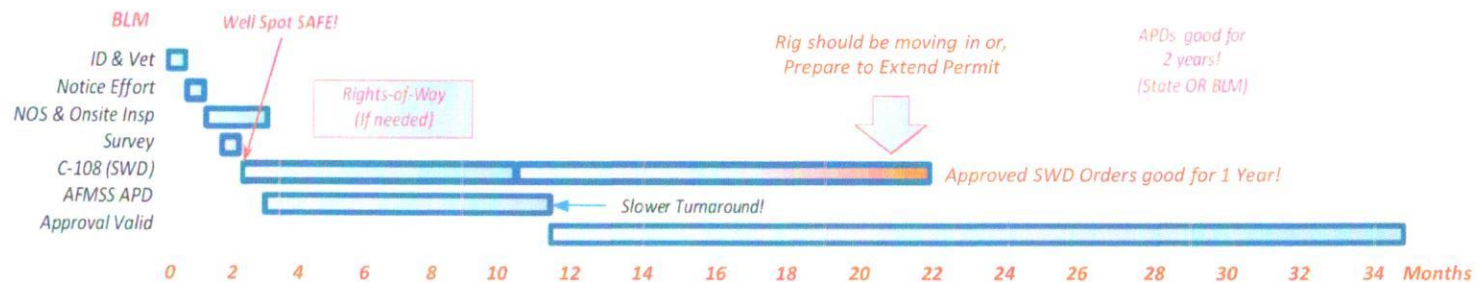 BLM
Well Spot SAFE!
ID & Vet
Notice Effort
NOS & Onsite Insp
Survey
C-108 (SWD)
AFMSS APD
Approval Valid
Rights-of-Way
(If needed)
Rig should be moving in or,
Prepare to Extend Permit
APDs good for
2 years!
(State OR BLM)
Approved SWD Orders good for 1 Year!
Slower Turnaround!
0 2 4 6 8 10 12 14 16 18 20 22 24 26 28 30 32 34 Months